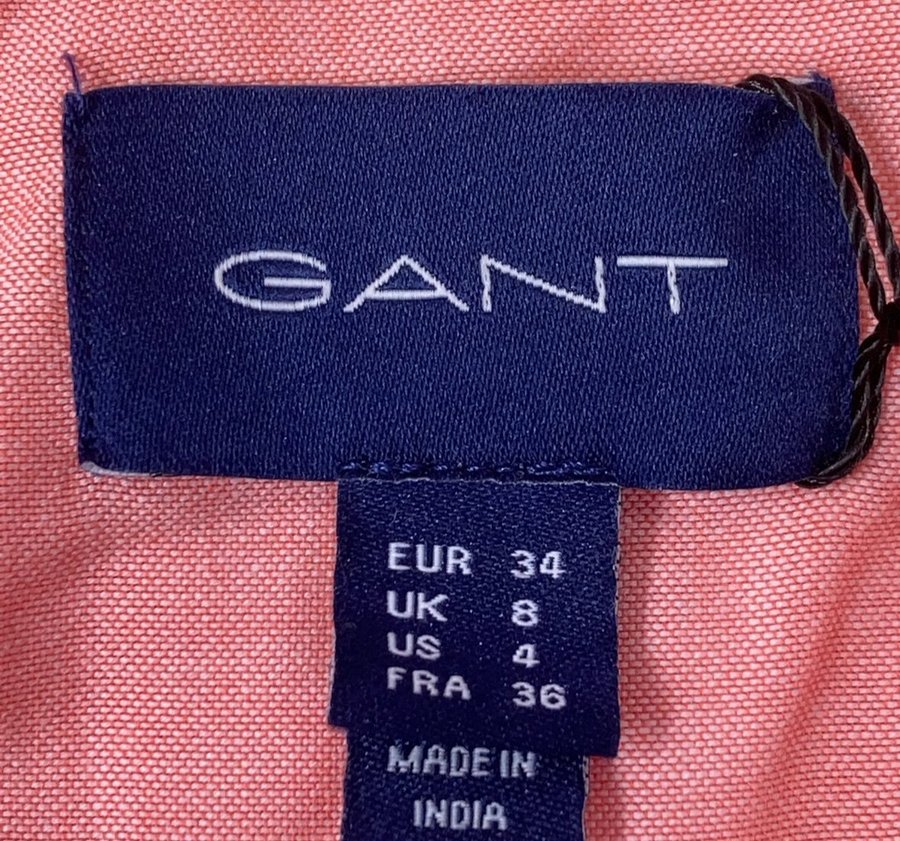 GANT
EUR 34
UK 8
US 4
FRA 36
MADE IN
INDIA